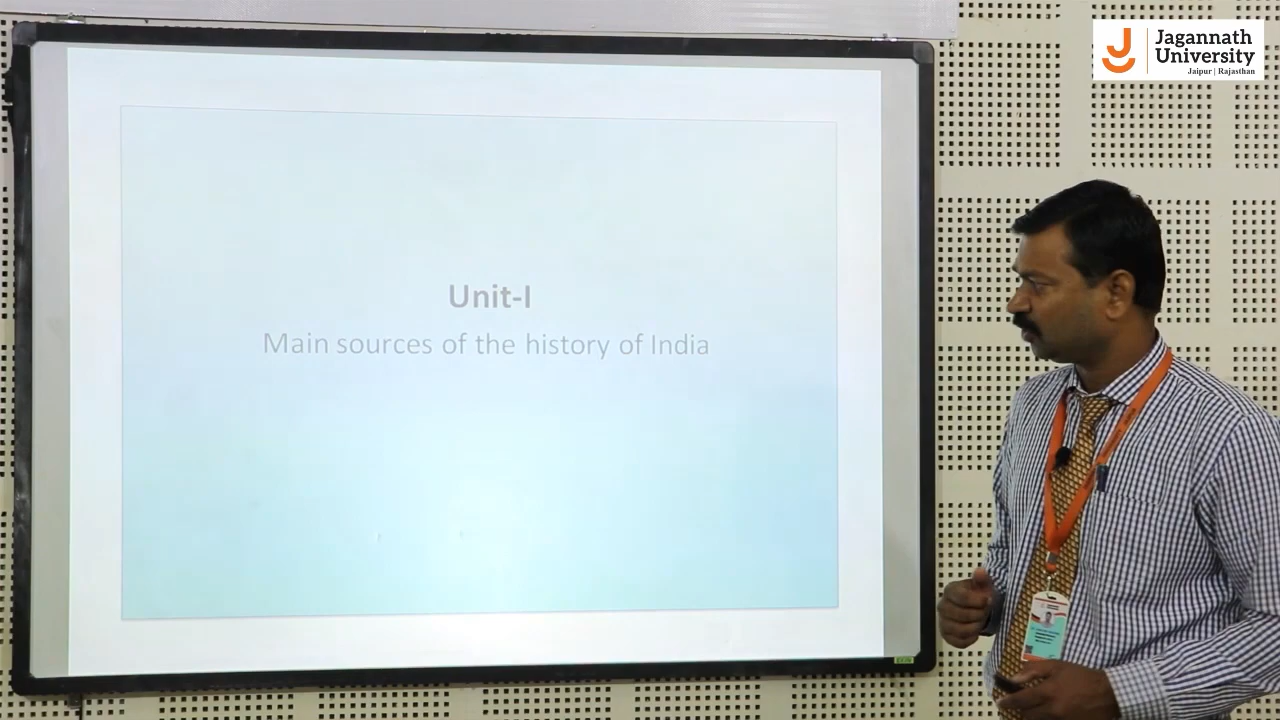 Jagannath
University
Jaipur | Rajasthan
Unit-I
Main sources of the history of India